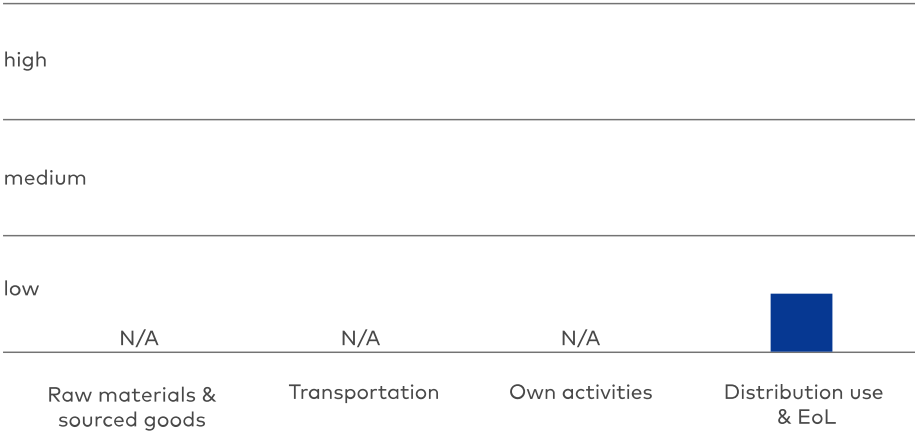 high
medium
low
N/A
N/A
N/A
Raw materials &
sourced goods
Transportation
Own activities
Distribution use
& EoL